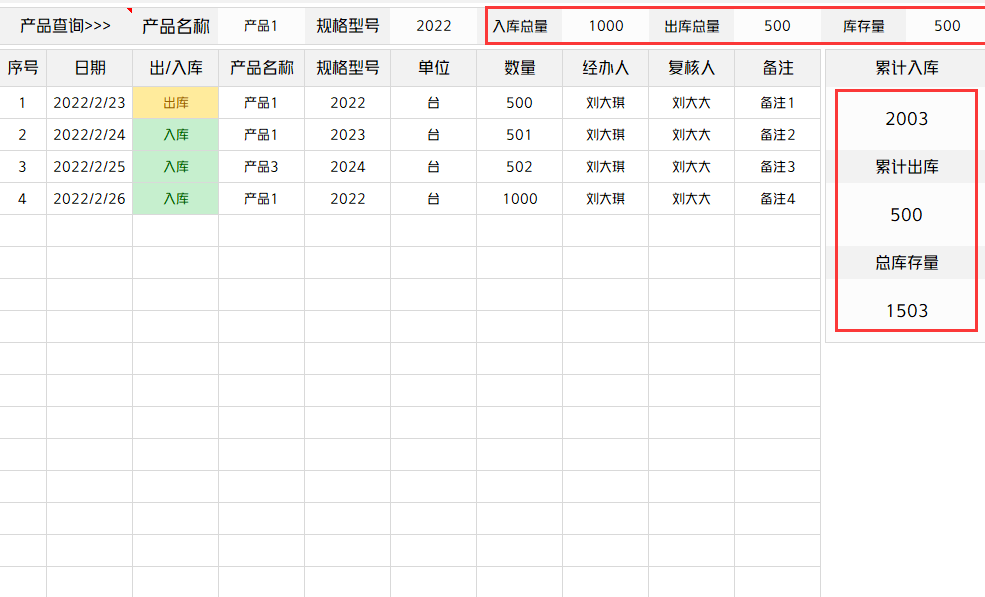 产品查询>>> 产品名称 产品1 规格型号 2022 入库总量 1000 出库总量 500 库存量 500
序号 日期 出/入库 产品名称 规格型号 单位 数量 经办人 复核人 备注 累计入库
1 2022/2/23 出库 产品1 2022 台 500 刘大琪 刘大大 备注1
2003
2 2022/2/24 入库 产品1 2023 台 501 刘大琪 刘大大 备注2
3 2022/2/25 入库 产品3 2024 台 502 刘大琪 刘大大 备注3 累计出库
4 2022/2/26 入库 产品1 2022 台 1000 刘大琪 刘大大 备注4
500
总库存量
1503